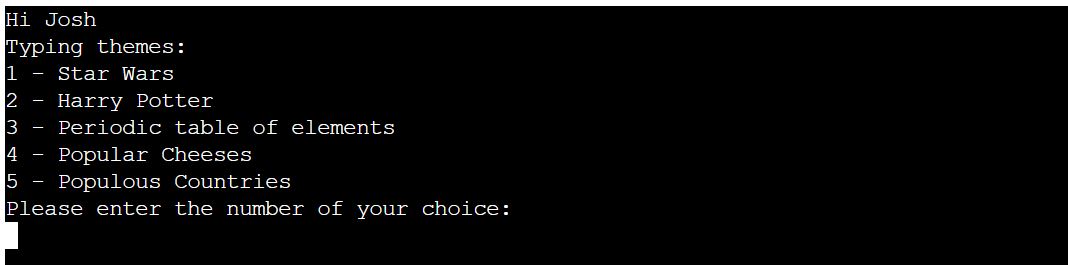 Hi Josh
Typing themes:
1 – Star Wars
2 – Harry Potter
3 – Periodic table of elements
4 – Popular Cheeses
5 – Populous Countries
Please enter the number of your choice: